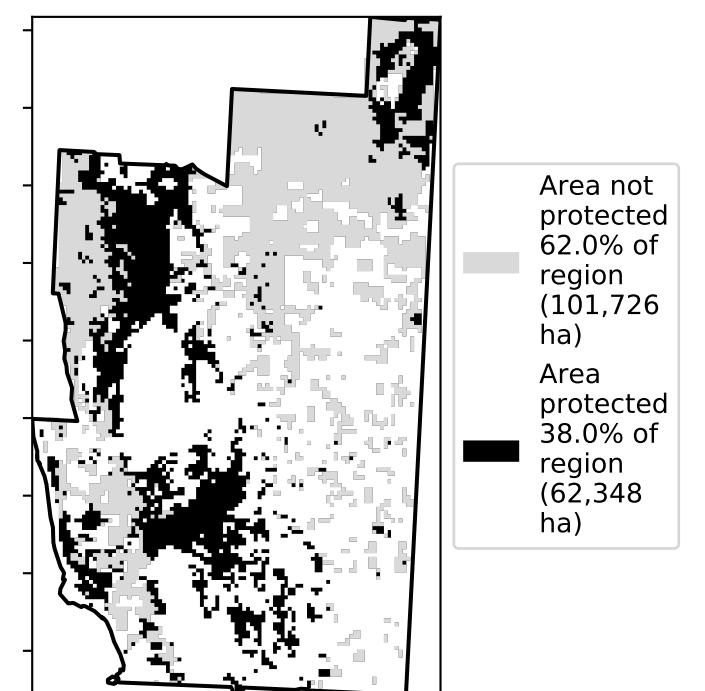 Area not
protected
62.0% of
region
(101,726
ha)
Area
protected
38.0% of
region
(62,348
ha)